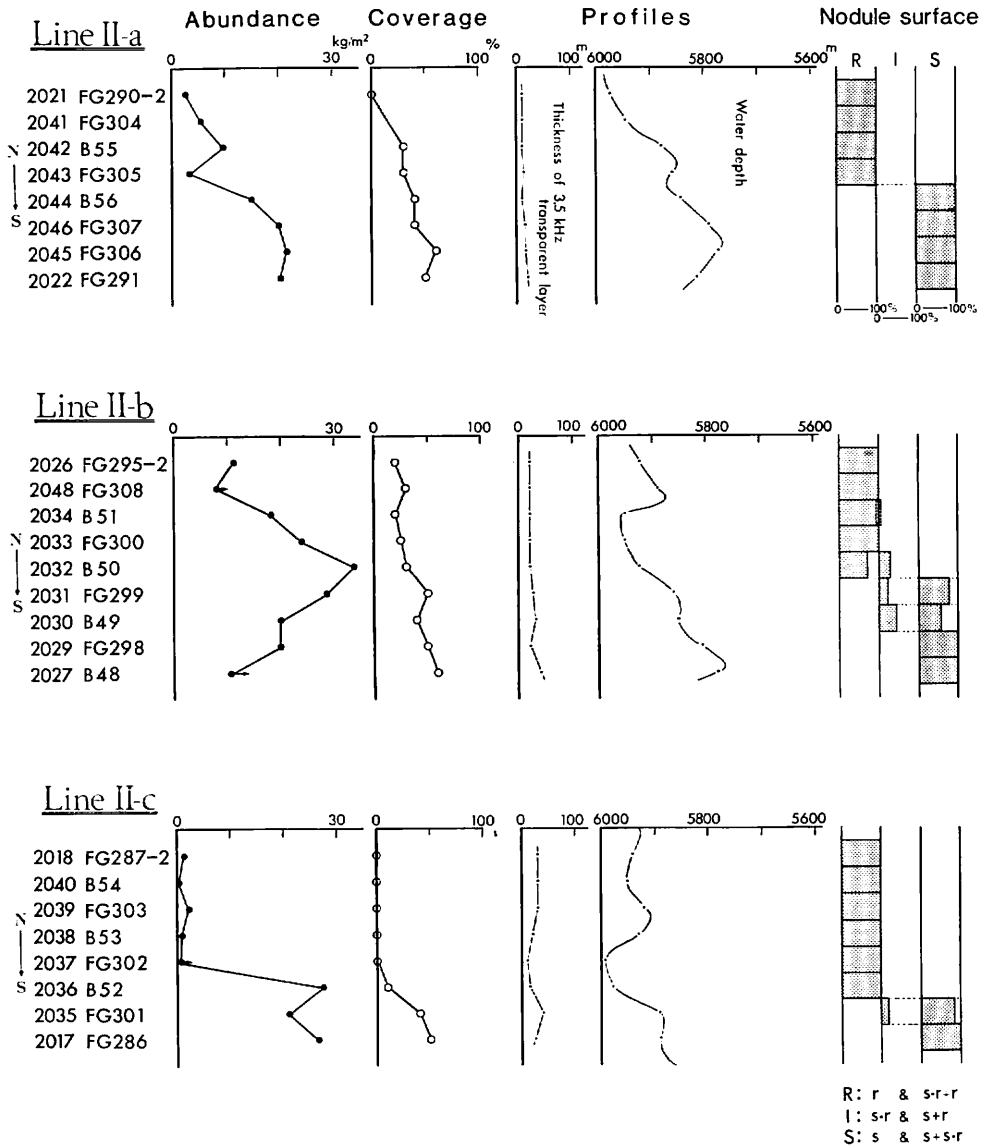 Line II-a
Abundance Coverage Profiles Nodule surface
kg/m² % m m
0 30 0 100 0 100 6000 5800 5600 R I S
2021 FG290-2
2041 FG304
2042 B55
2043 FG305
2044 B56
2046 FG307
2045 FG306
2022 FG291
N
S
Thickness of 3.5 kHz
transparent layer
Water depth
0—100% 0—100%
0—100%
Line II-b
0 30 0 100 0 100 6000 5800 5600
2026 FG295-2
2048 FG308
2034 B51
2033 FG300
2032 B50
2031 FG299
2030 B49
2029 FG298
2027 B48
N
S
Line II-c
0 30 0 100 0 100 6000 5800 5600
2018 FG287-2
2040 B54
2039 FG303
2038 B53
2037 FG302
2036 B52
2035 FG301
2017 FG286
N
S
R: r & s·r-r
I: s·r & s+r
S: s & s+s·r